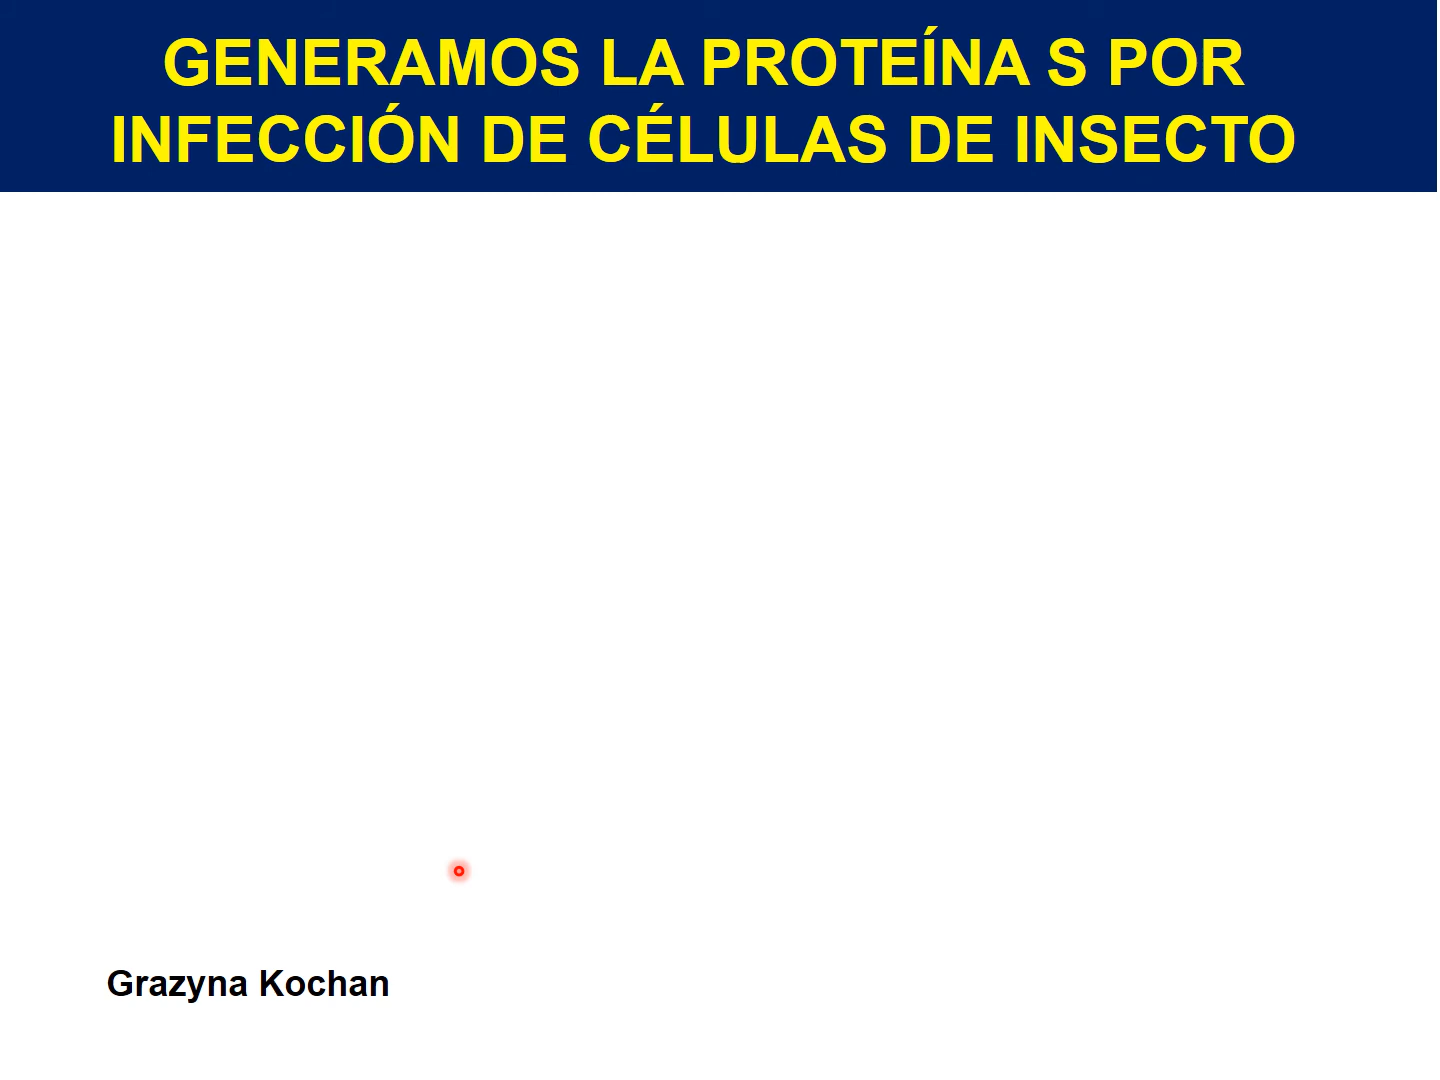 GENERAMOS LA PROTEÍNA S POR
INFECCIÓN DE CÉLULAS DE INSECTO
Grazyna Kochan